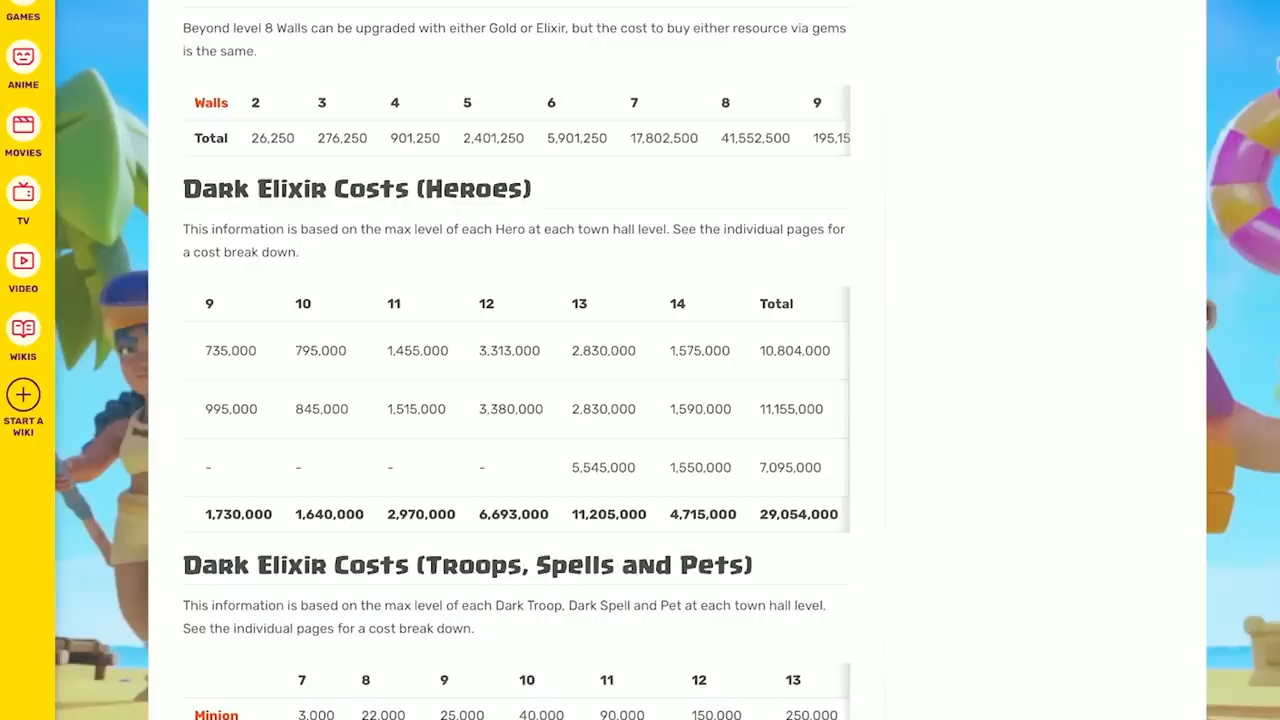 GAMES
ANIME
MOVIES
TV
VIDEO
WIKIS
START A
WIKI
Beyond level 8 Walls can be upgraded with either Gold or Elixir, but the cost to buy either resource via gems
is the same.
Walls 2 3 4 5 6 7 8 9
Total 26,250 276,250 901,250 2,401,250 5,901,250 17,802,500 41,552,500 195,15
Dark Elixir Costs (Heroes)
This information is based on the max level of each Hero at each town hall level. See the individual pages for
a cost break down.
9 10 11 12 13 14 Total
735,000 795,000 1,455,000 3,313,000 2,830,000 1,575,000 10,804,000
995,000 845,000 1,515,000 3,380,000 2,830,000 1,590,000 11,155,000
- - - - 5,545,000 1,550,000 7,095,000
1,730,000 1,640,000 2,970,000 6,693,000 11,205,000 4,715,000 29,054,000
Dark Elixir Costs (Troops, Spells and Pets)
This information is based on the max level of each Dark Troop, Dark Spell and Pet at each town hall level.
See the individual pages for a cost break down.
7 8 9 10 11 12 13
Minion 3,000 22,000 25,000 40,000 90,000 150,000 250,000